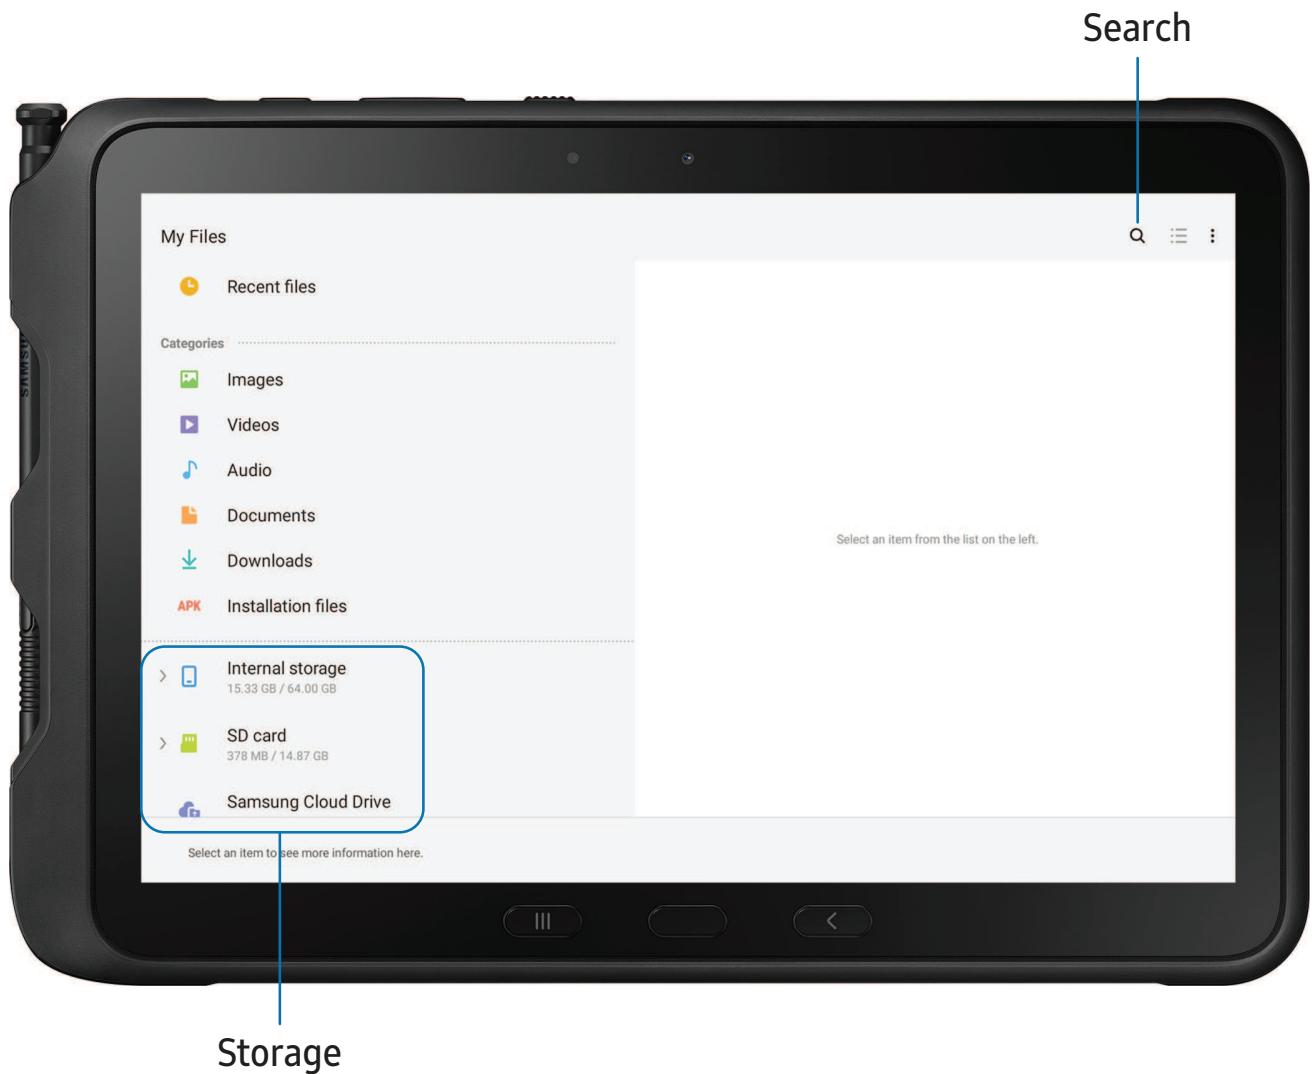 Search
My Files
Recent files
Categories
Images
Videos
Audio
Documents
Downloads
APK Installation files
Internal storage
15.33 GB / 64.00 GB
SD card
378 MB / 14.87 GB
Samsung Cloud Drive
Select an item from the list on the left.
Select an item to see more information here.
SAMSU
Storage